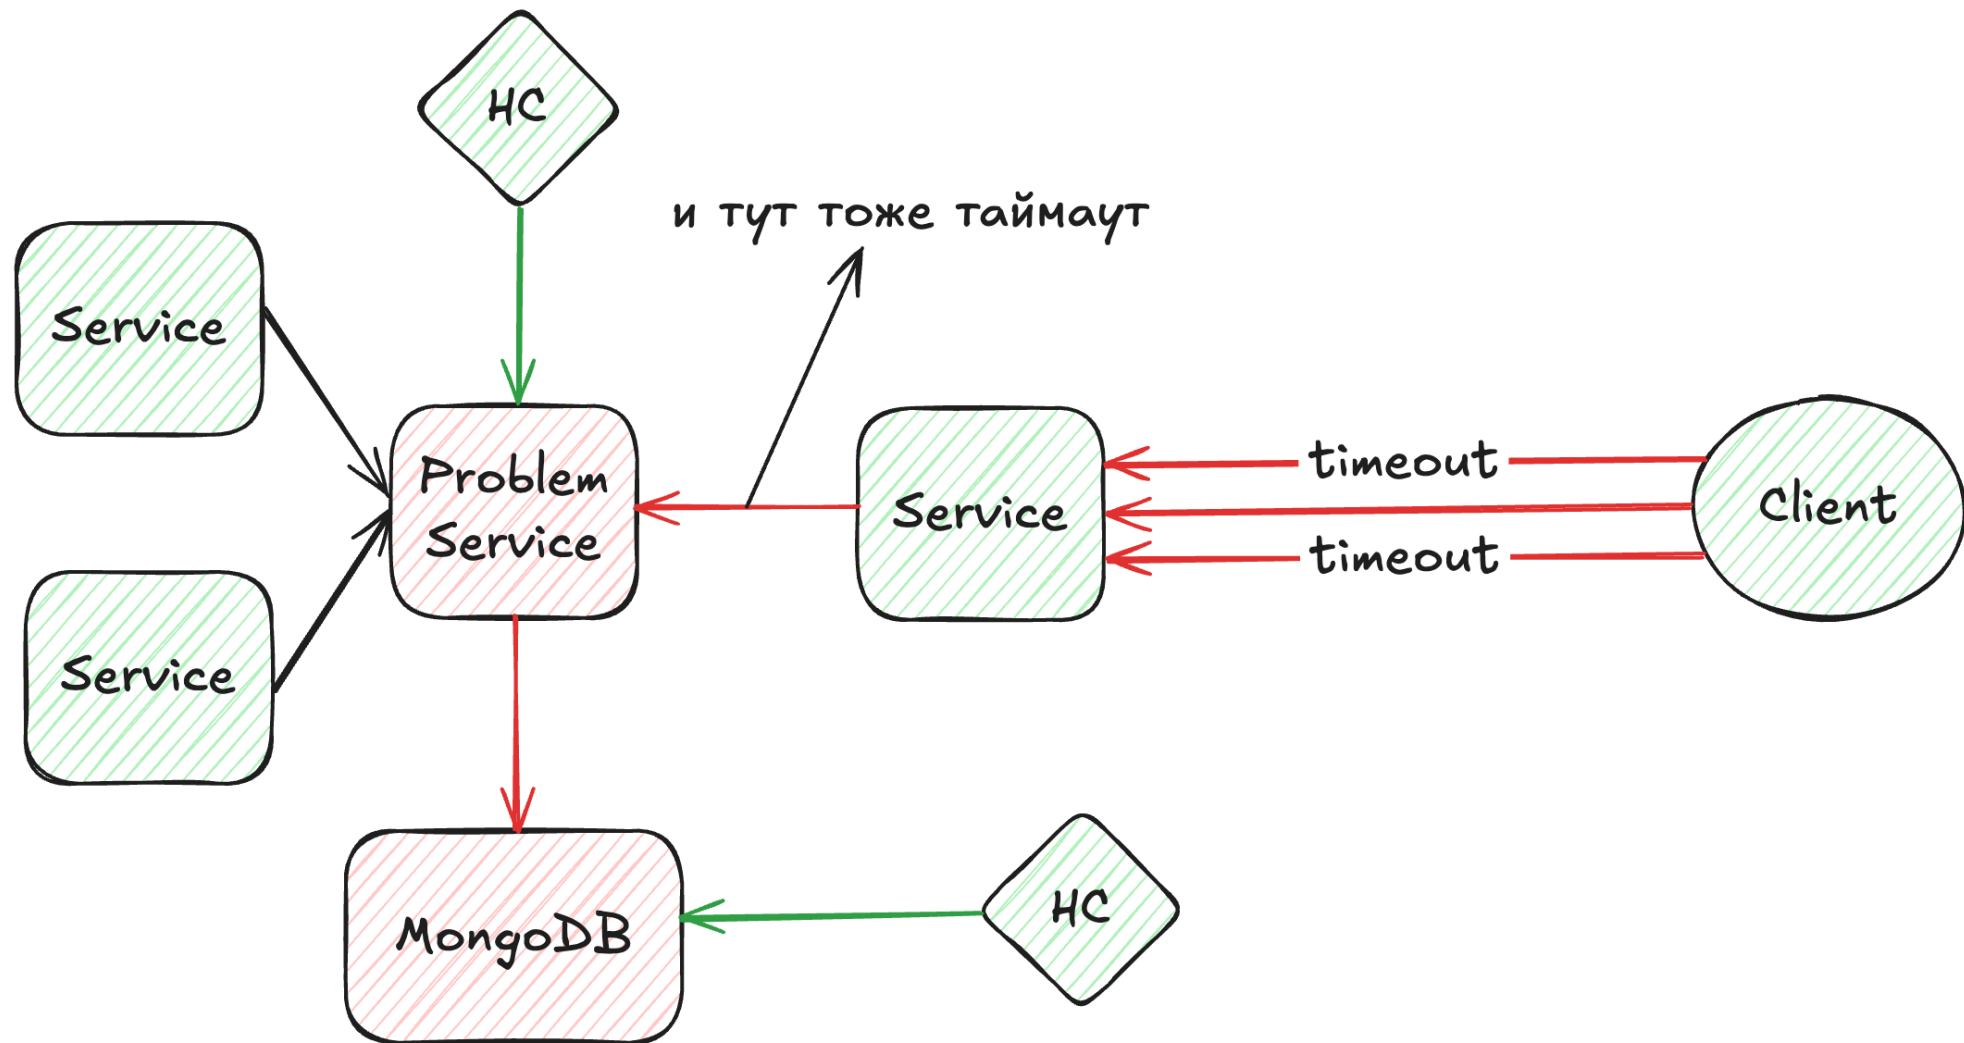 HC
и тут тоже таймаут
Service
Problem
Service
Service
timeout
Client
timeout
Service
MongoDB
HC